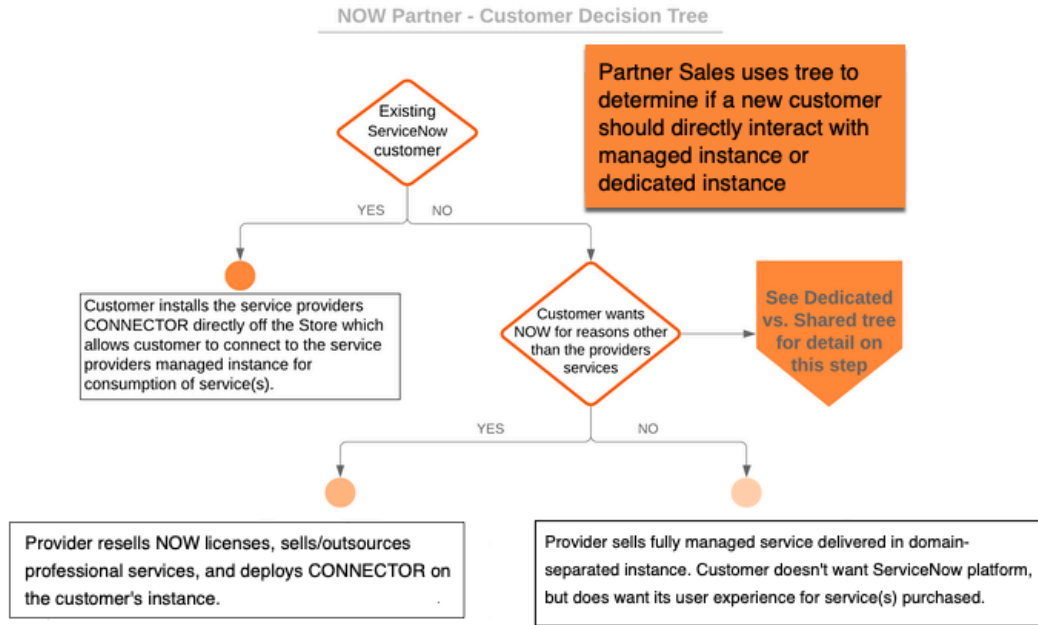 NOW Partner - Customer Decision Tree
Partner Sales uses tree to
determine if a new customer
should directly interact with
managed instance or
dedicated instance
Existing
ServiceNow
customer
YES
NO
Customer installs the service providers
CONNECTOR directly off the Store which
allows customer to connect to the service
providers managed instance for
consumption of service(s).
Customer wants
NOW for reasons other
than the providers
services
See Dedicated
vs. Shared tree
for detail on
this step
YES
NO
Provider resells NOW licenses, sells/outsources
professional services, and deploys CONNECTOR on
the customer's instance.
Provider sells fully managed service delivered in domain-
separated instance. Customer doesn't want ServiceNow platform,
but does want its user experience for service(s) purchased.